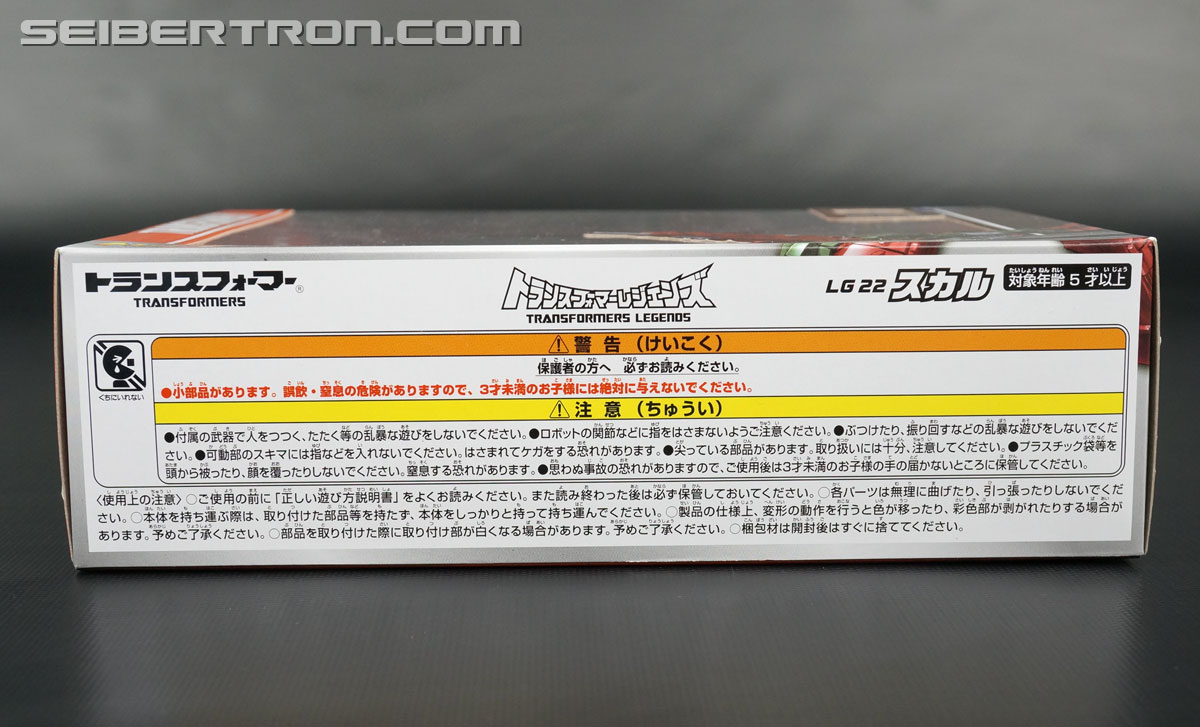 SEIBERTRON.COM
トランスフォーマー®
TRANSFORMERS
トランスフォーマーレジェンズ
TRANSFORMERS LEGENDS
LG22 スカル
対象年齢5才以上
くちにいれない
⚠警告(けいこく)
保護者の方へ 必ずお読みください。
●小部品があります。誤飲・窒息の危険がありますので、3才未満のお子様には絶対に与えないでください。
⚠注意(ちゅうい)
●付属の武器で人をつつく、たたく等の乱暴な遊びをしないでください。●ロボットの関節などに指をはさまないようご注意ください。●ぶつけたり、振り回すなどの乱暴な遊びをしないでくだ
さい。●可動部のスキマには指などを入れないでください。はさまれてケガをする恐れがあります。●尖っている部品があります。取り扱いには十分、注意してください。●プラスチック袋等を
頭から被ったり、顔を覆ったりしないでください。窒息する恐れがあります。●思わぬ事故の恐れがありますので、ご使用後は3才未満のお子様の手の届かないところに保管してください。
〈使用上の注意〉○ご使用の前に「正しい遊び方説明書」をよくお読みください。また読み終わった後は必ず保管しておいてください。○各パーツは無理に曲げたり、引っ張ったりしないでくだ
さい。○本体を持ち運ぶ際は、取り付けた部品等を持たず、本体をしっかりと持って持ち運んでください。○製品の仕様上、変形の動作を行うと色が移ったり、彩色部が剥がれたりする場合が
あります。予めご了承ください。○部品を取り付けた際に取り付け部が白くなる場合があります。予めご了承ください。○梱包材は開封後はすぐに捨ててください。